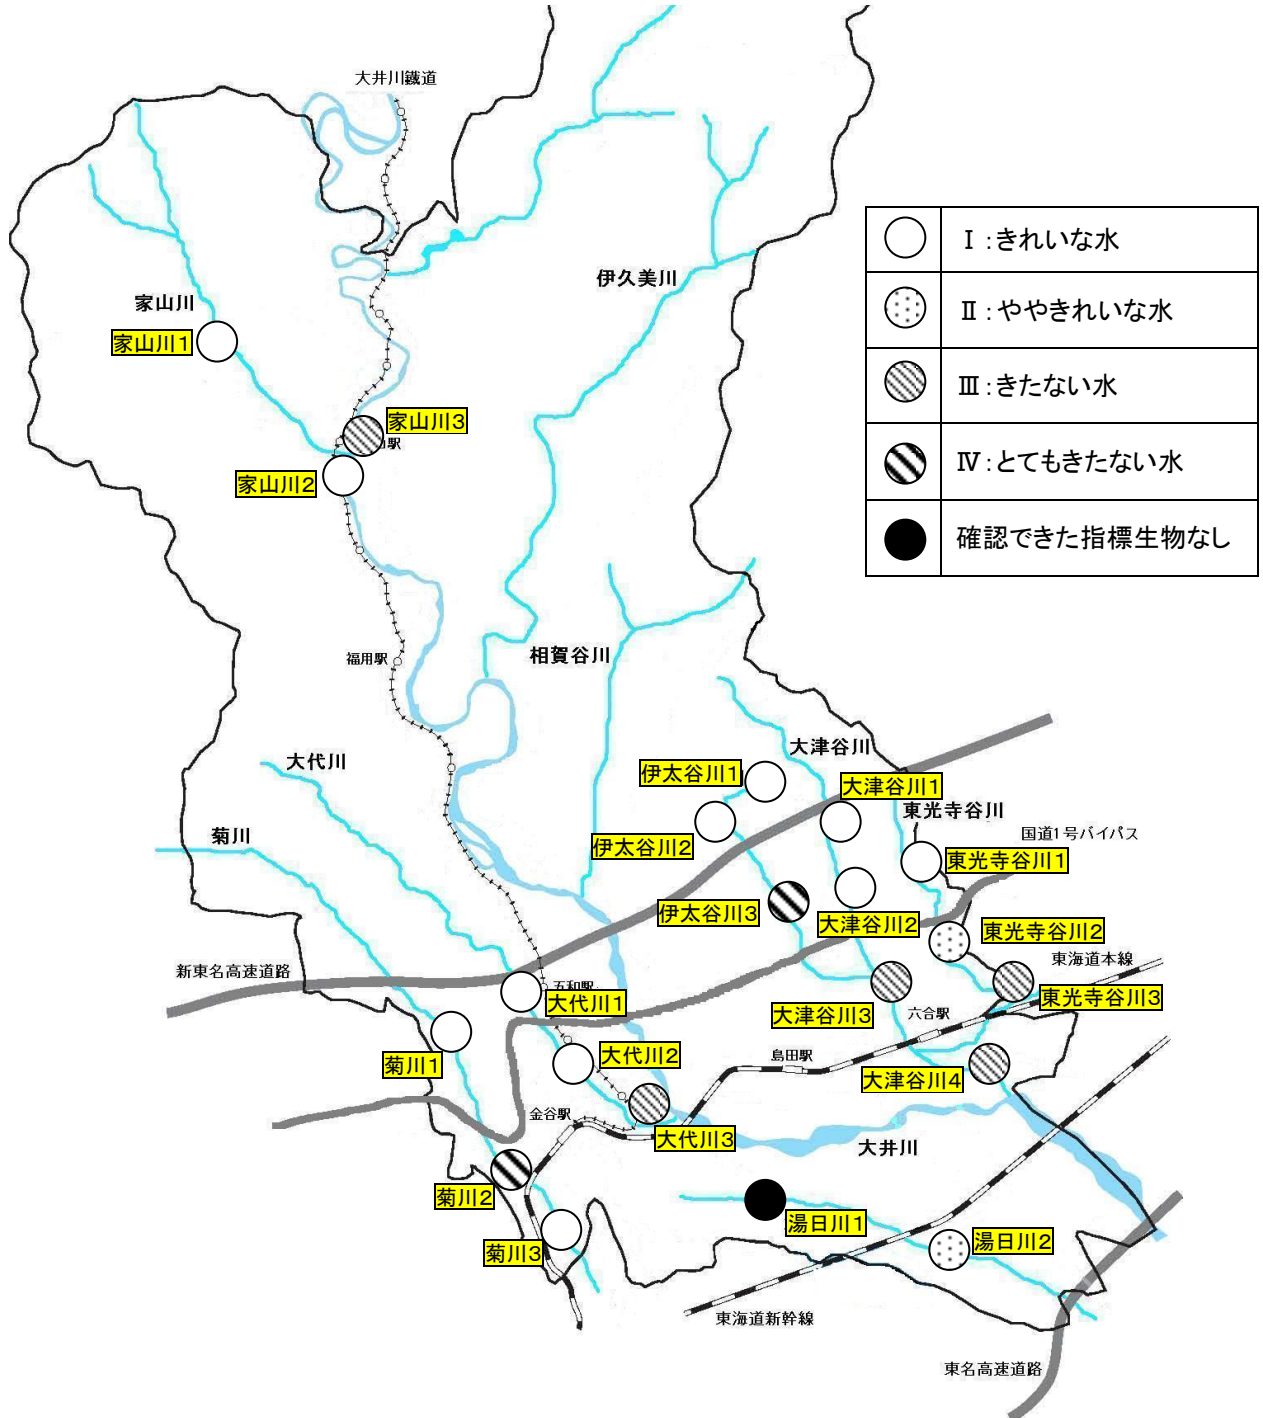 大井川鐵道
伊久美川
家山川
家山川1
家山川3
駅
家山川2
Ⅰ：きれいな水
Ⅱ：ややきれいな水
Ⅲ：きたない水
Ⅳ：とてもきたない水
確認できた指標生物なし
相賀谷川
福用駅
大津谷川
大代川
伊太谷川1
大津谷川1
東光寺谷川
菊川
国道1号バイパス
伊太谷川2
東光寺谷川1
伊太谷川3
大津谷川2
東光寺谷川2
東海道本線
新東名高速道路
五和駅
大代川1
東光寺谷川3
大津谷川3
六合駅
菊川1
大代川2
島田駅
大津谷川4
金谷駅
大代川3
大井川
菊川2
湯日川1
菊川3
湯日川2
東海道新幹線
東名高速道路